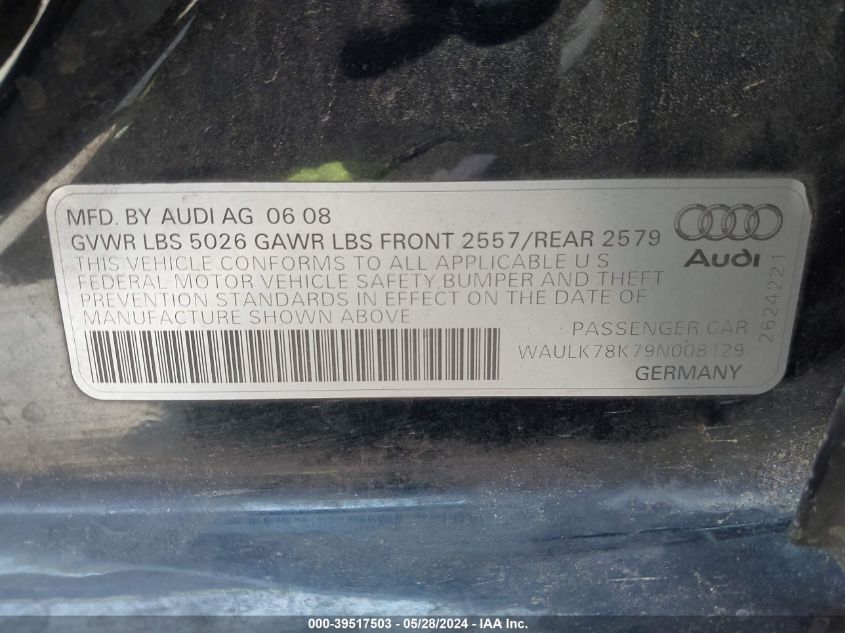 MFD. BY AUDI AG 06 08
GVWR LBS 5026 GAWR LBS FRONT 2557/REAR 2579
THIS VEHICLE CONFORMS TO ALL APPLICABLE U S
FEDERAL MOTOR VEHICLE SAFETY, BUMPER AND THEFT
PREVENTION STANDARDS IN EFFECT ON THE DATE OF
MANUFACTURE SHOWN ABOVE
Audi
2624221
PASSENGER CAR
WAULK78K79N008129
GERMANY
000-39517503 - 05/28/2024 - IAA Inc.